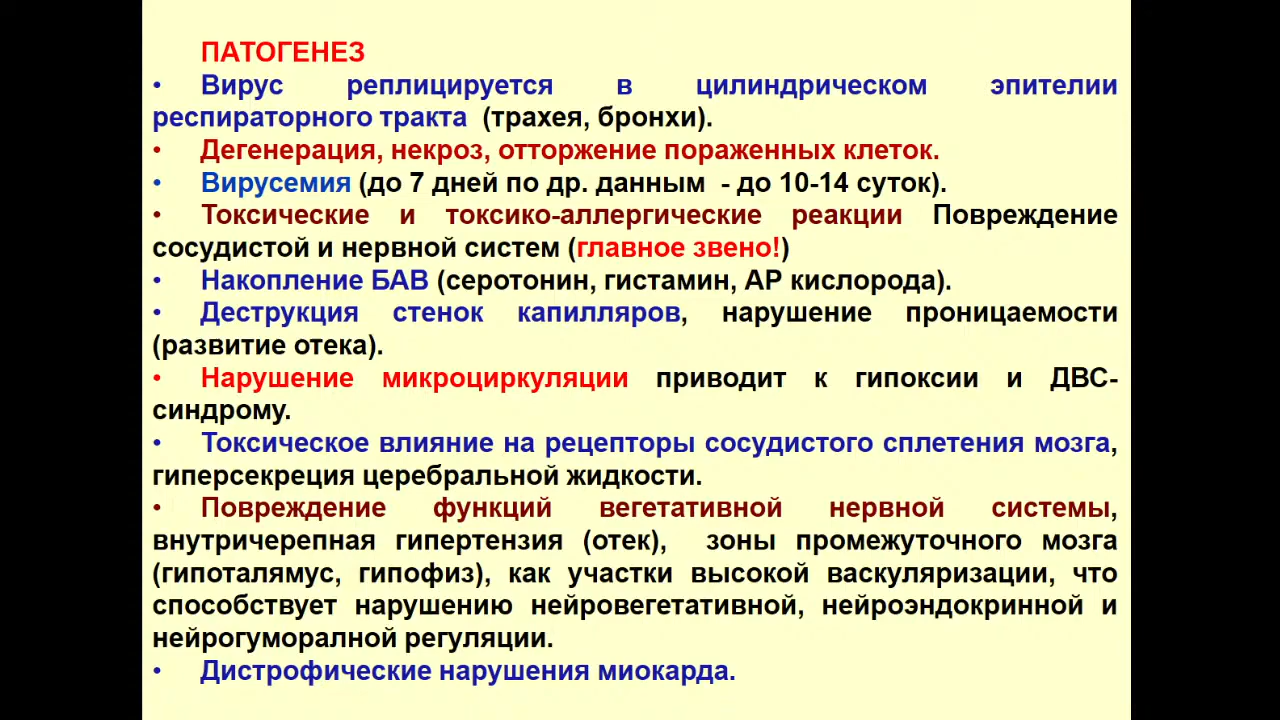 ПАТОГЕНЕЗ
• Вирус реплицируется в цилиндрическом эпителии
респираторного тракта (трахея, бронхи).
• Дегенерация, некроз, отторжение пораженных клеток.
• Вирусемия (до 7 дней по др. данным - до 10-14 суток).
• Токсические и токсико-аллергические реакции Повреждение
сосудистой и нервной систем (главное звено!)
• Накопление БАВ (серотонин, гистамин, АР кислорода).
• Деструкция стенок капилляров, нарушение проницаемости
(развитие отека).
• Нарушение микроциркуляции приводит к гипоксии и ДВС-
синдрому.
• Токсическое влияние на рецепторы сосудистого сплетения мозга,
гиперсекреция церебральной жидкости.
• Повреждение функций вегетативной нервной системы,
внутричерепная гипертензия (отек), зоны промежуточного мозга
(гипоталямус, гипофиз), как участки высокой васкуляризации, что
способствует нарушению нейровегетативной, нейроэндокринной и
нейрогуморалной регуляции.
• Дистрофические нарушения миокарда.